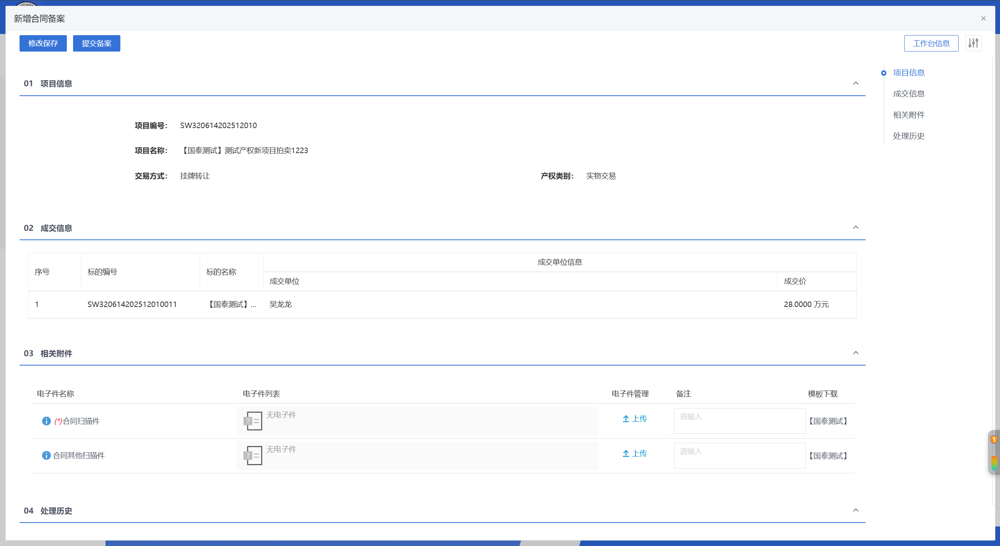 新增合同备案
修改保存 提交备案 工作台信息
项目信息
成交信息
相关附件
处理历史
01 项目信息
项目编号： SW320614202512010
项目名称： 【国泰测试】测试产权新项目拍卖1223
交易方式： 挂牌转让 产权类别： 实物交易
02 成交信息
序号 标的编号 标的名称 成交单位信息
成交单位 成交价
1 SW320614202512010011 【国泰测试】... 吴龙龙 28.0000 万元
03 相关附件
电子件名称 电子件列表 电子件管理 备注 模板下载
(*)合同扫描件 无电子件 上传 请输入 【国泰测试】
合同其他扫描件 无电子件 上传 请输入 【国泰测试】
1
04 处理历史